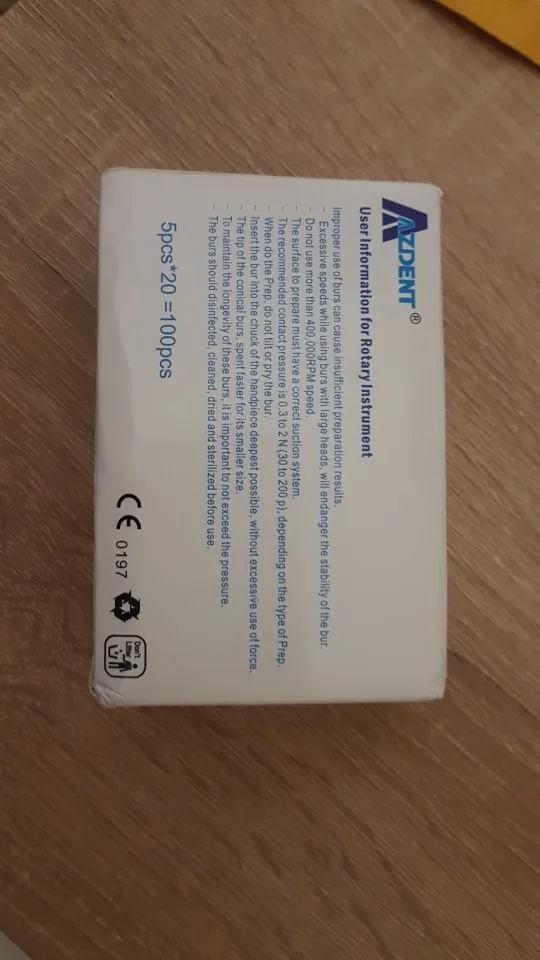 AZDENT®
User Information for Rotary Instrument
Improper use of burs can cause insufficient preparation results.
- Excessive speeds while using burs with large heads, will endanger the stability of the bur.
- Do not use more than 400,000RPM speed.
- The surface to prepare must have a correct suction system.
- The recommended contact pressure is 0.3 to 2 N (30 to 200 p), depending on the type of Prep.
- When do the Prep, do not tilt or pry the bur.
- Insert the bur into the chuck of the handpiece deepest possible, without excessive use of force.
- The tip of the conical burs, spent faster for its smaller size.
- To maintain the longevity of these burs, it is important to not exceed the pressure.
- The burs should disinfected, cleaned, dried and sterilized before use.
5pcs*20 =100pcs
CE 0197
Don't
Litter